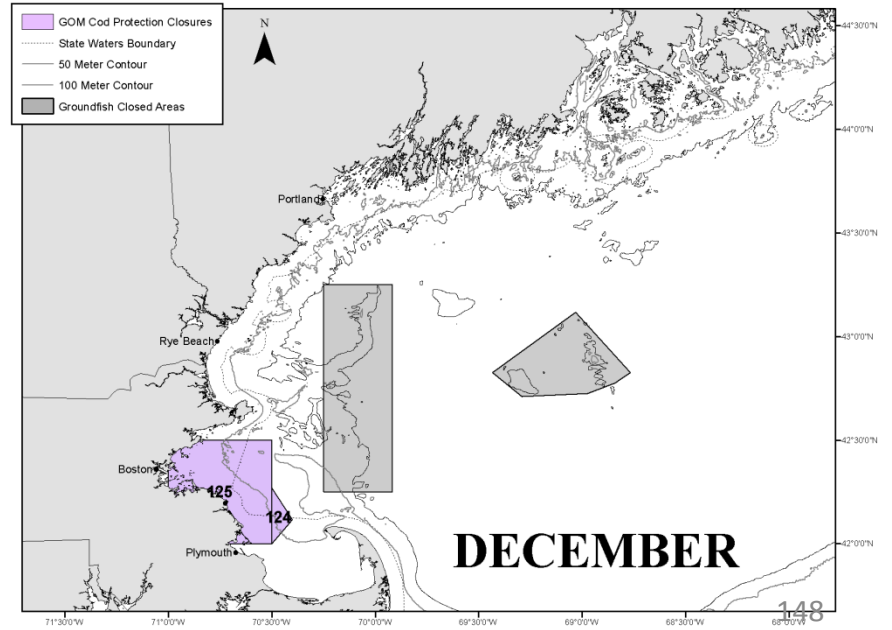 GOM Cod Protection Closures
State Waters Boundary
50 Meter Contour
100 Meter Contour
Groundfish Closed Areas
N
44°30'0"N
44°0'0"N
43°30'0"N
43°0'0"N
42°30'0"N
42°0'0"N
Portland
Rye Beach
Boston
125
124
Plymouth
DECEMBER
148
71°30'0"W
71°0'0"W
70°30'0"W
70°0'0"W
69°30'0"W
69°0'0"W
68°30'0"W
68°0'0"W